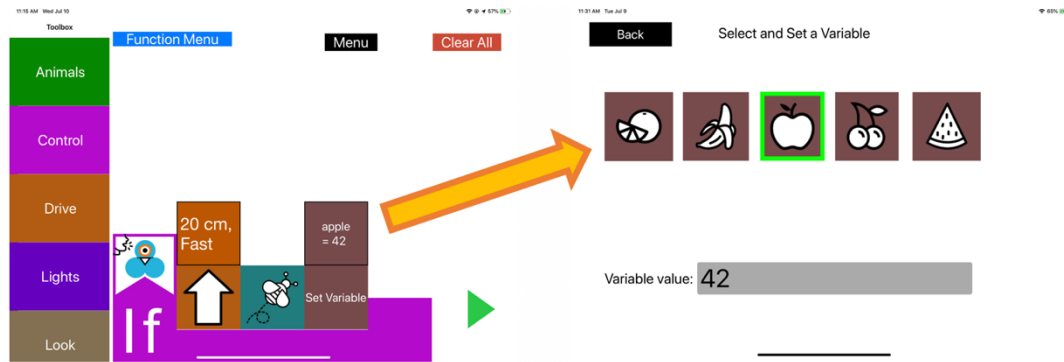 11:15 AM Wed Jul 10
57%
Toolbox
Function Menu
Menu
Clear All
Animals
Control
Drive
Lights
Look
20 cm,
Fast
apple
= 42
Set Variable
If
11:31 AM Tue Jul 9
65%
Back
Select and Set a Variable
Variable value:
42